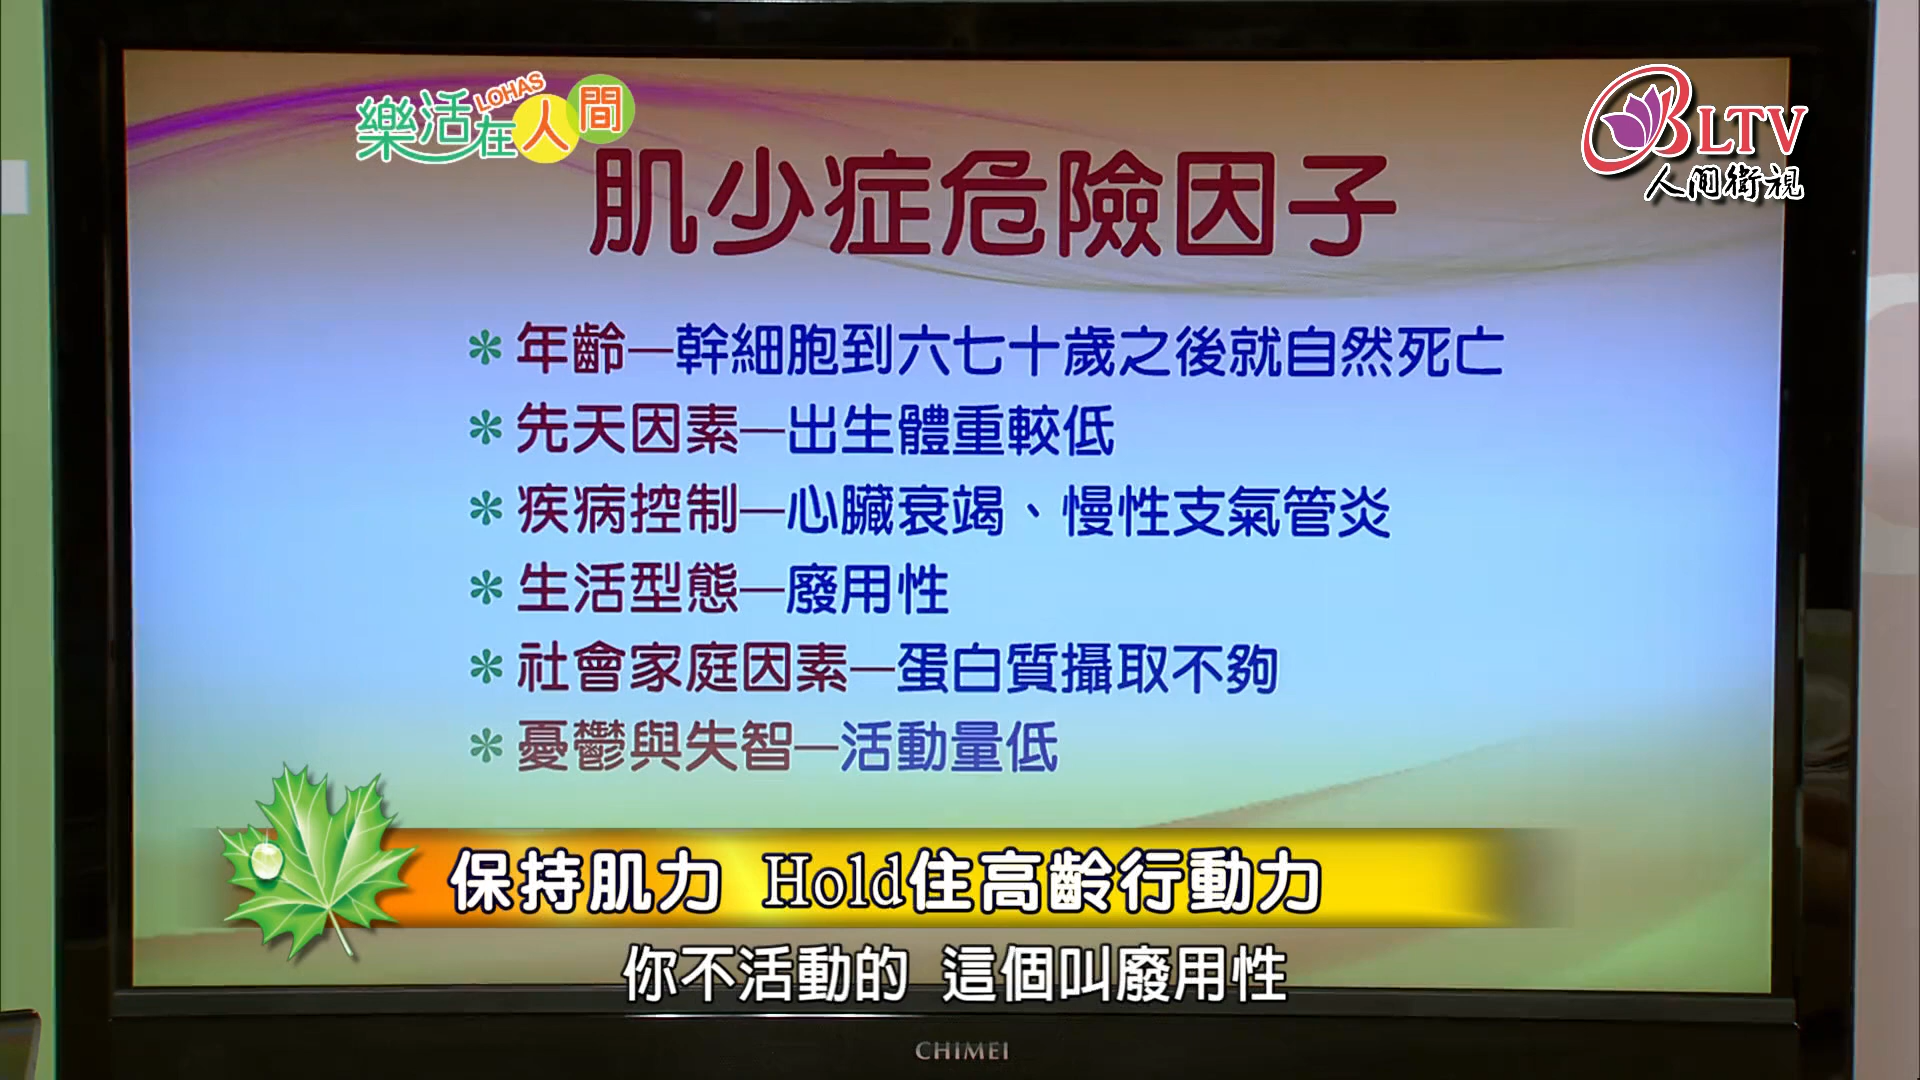 樂活在人間
LOHAS
BLTV
人間衛視
肌少症危險因子
* 年齡—幹細胞到六七十歲之後就自然死亡
* 先天因素—出生體重較低
* 疾病控制—心臟衰竭、慢性支氣管炎
* 生活型態—廢用性
* 社會家庭因素—蛋白質攝取不夠
* 憂鬱與失智—活動量低
保持肌力 Hold住高齡行動力
你不活動的 這個叫廢用性
CHIMEI